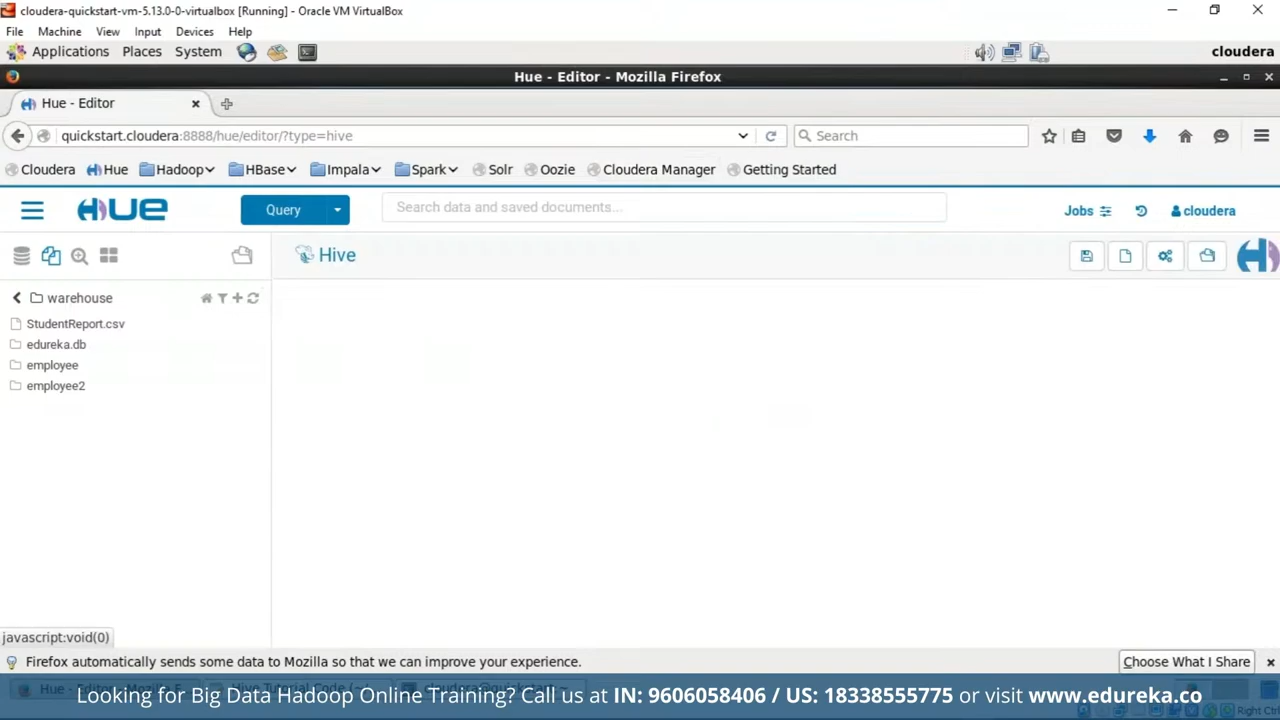 cloudera-quickstart-vm-5.13.0-0-virtualbox [Running] - Oracle VM VirtualBox
File Machine View Input Devices Help
Applications Places System cloudera
Hue - Editor - Mozilla Firefox
Hue - Editor
quickstart.cloudera:8888/hue/editor/?type=hive Search
Cloudera Hue Hadoop HBase Impala Spark Solr Oozie Cloudera Manager Getting Started
HUE Query Search data and saved documents... Jobs cloudera
Hive
warehouse
StudentReport.csv
edureka.db
employee
employee2
javascript:void(0)
Firefox automatically sends some data to Mozilla so that we can improve your experience. Choose What I Share
Looking for Big Data Hadoop Online Training? Call us at IN: 9606058406 / US: 18338555775 or visit www.edureka.co
Right Ctrl